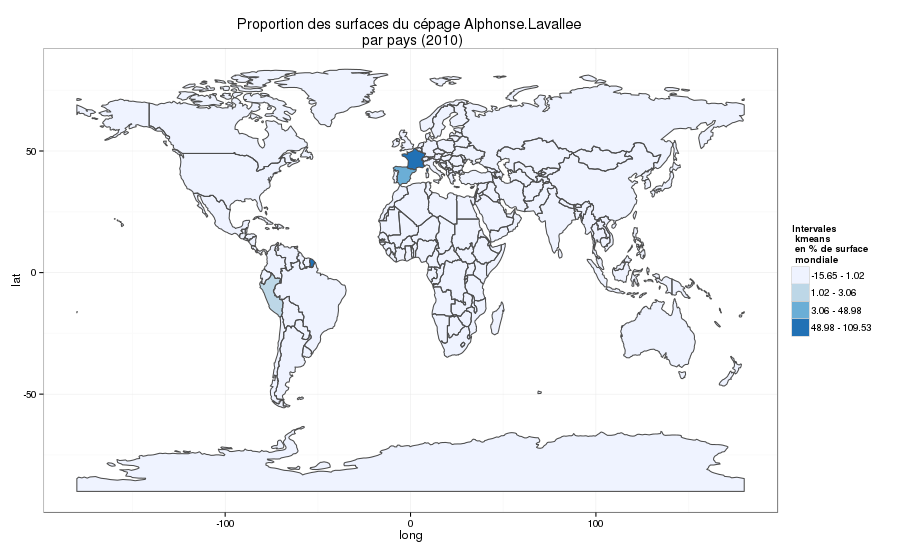 Proportion des surfaces du cépage Alphonse.Lavallee
par pays (2010)
50
0
-50
lat
-100
0
100
long
Intervales
kmeans
en % de surface
mondiale
-15.65 - 1.02
1.02 - 3.06
3.06 - 48.98
48.98 - 109.53